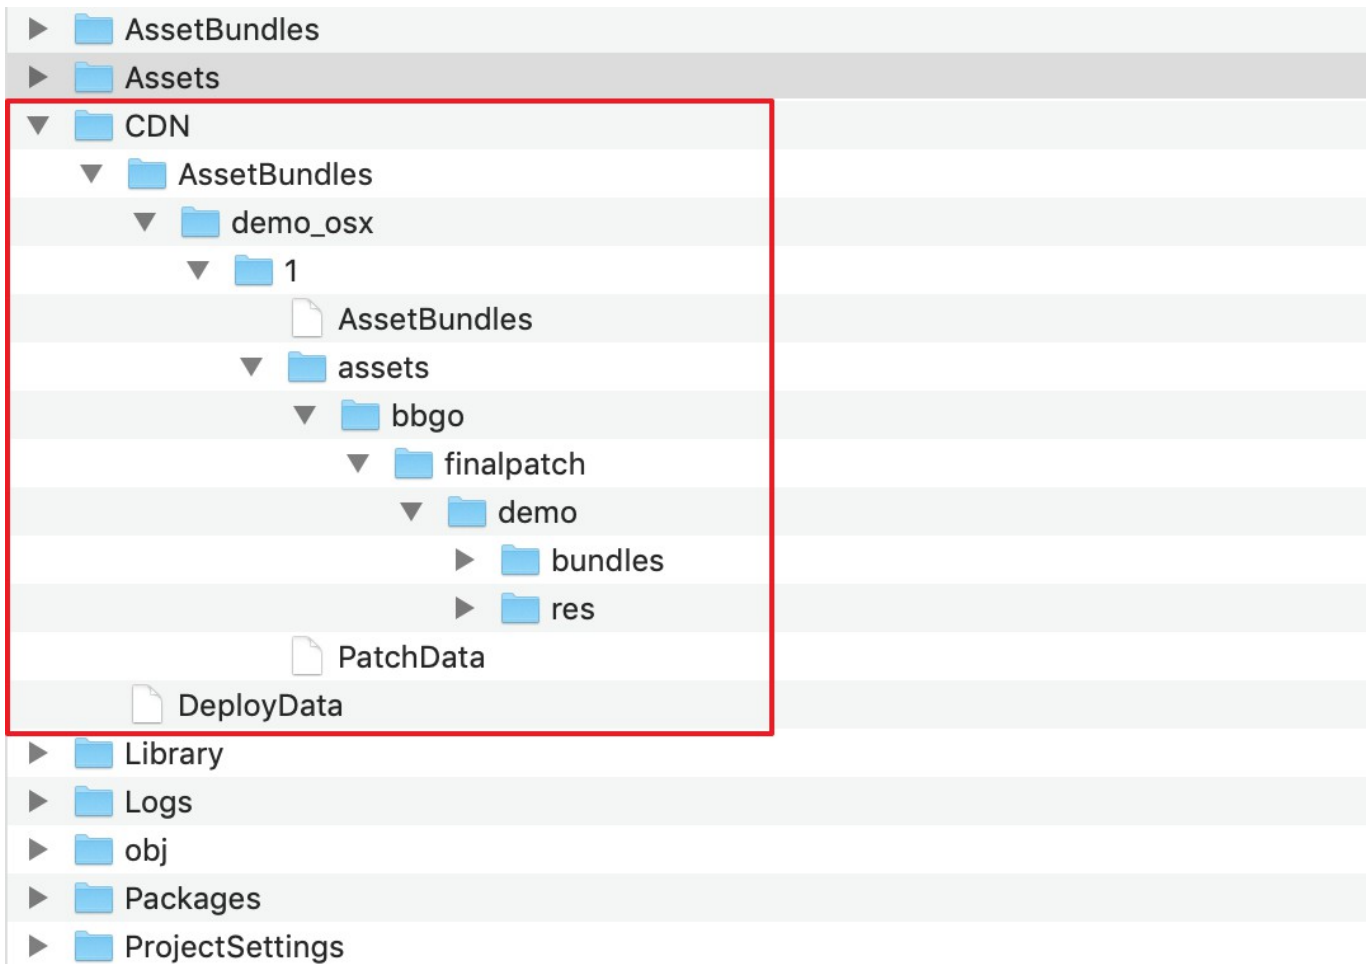 AssetBundles
Assets
CDN
AssetBundles
demo_osx
1
AssetBundles
assets
bbgo
finalpatch
demo
bundles
res
PatchData
DeployData
Library
Logs
obj
Packages
ProjectSettings